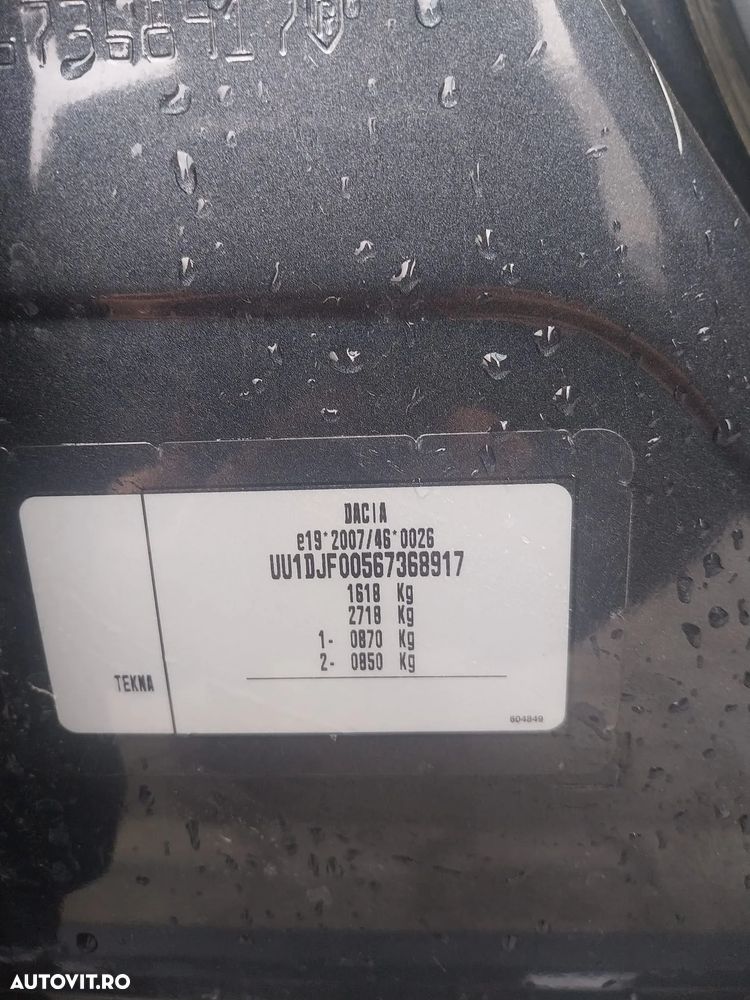 7368917
DACIA
e19*2007/46*0026
UU1DJF00567368917
1618 Kg
2718 Kg
1- 0870 Kg
2- 0850 Kg
TEKNA
604849
AUTOVIT.RO